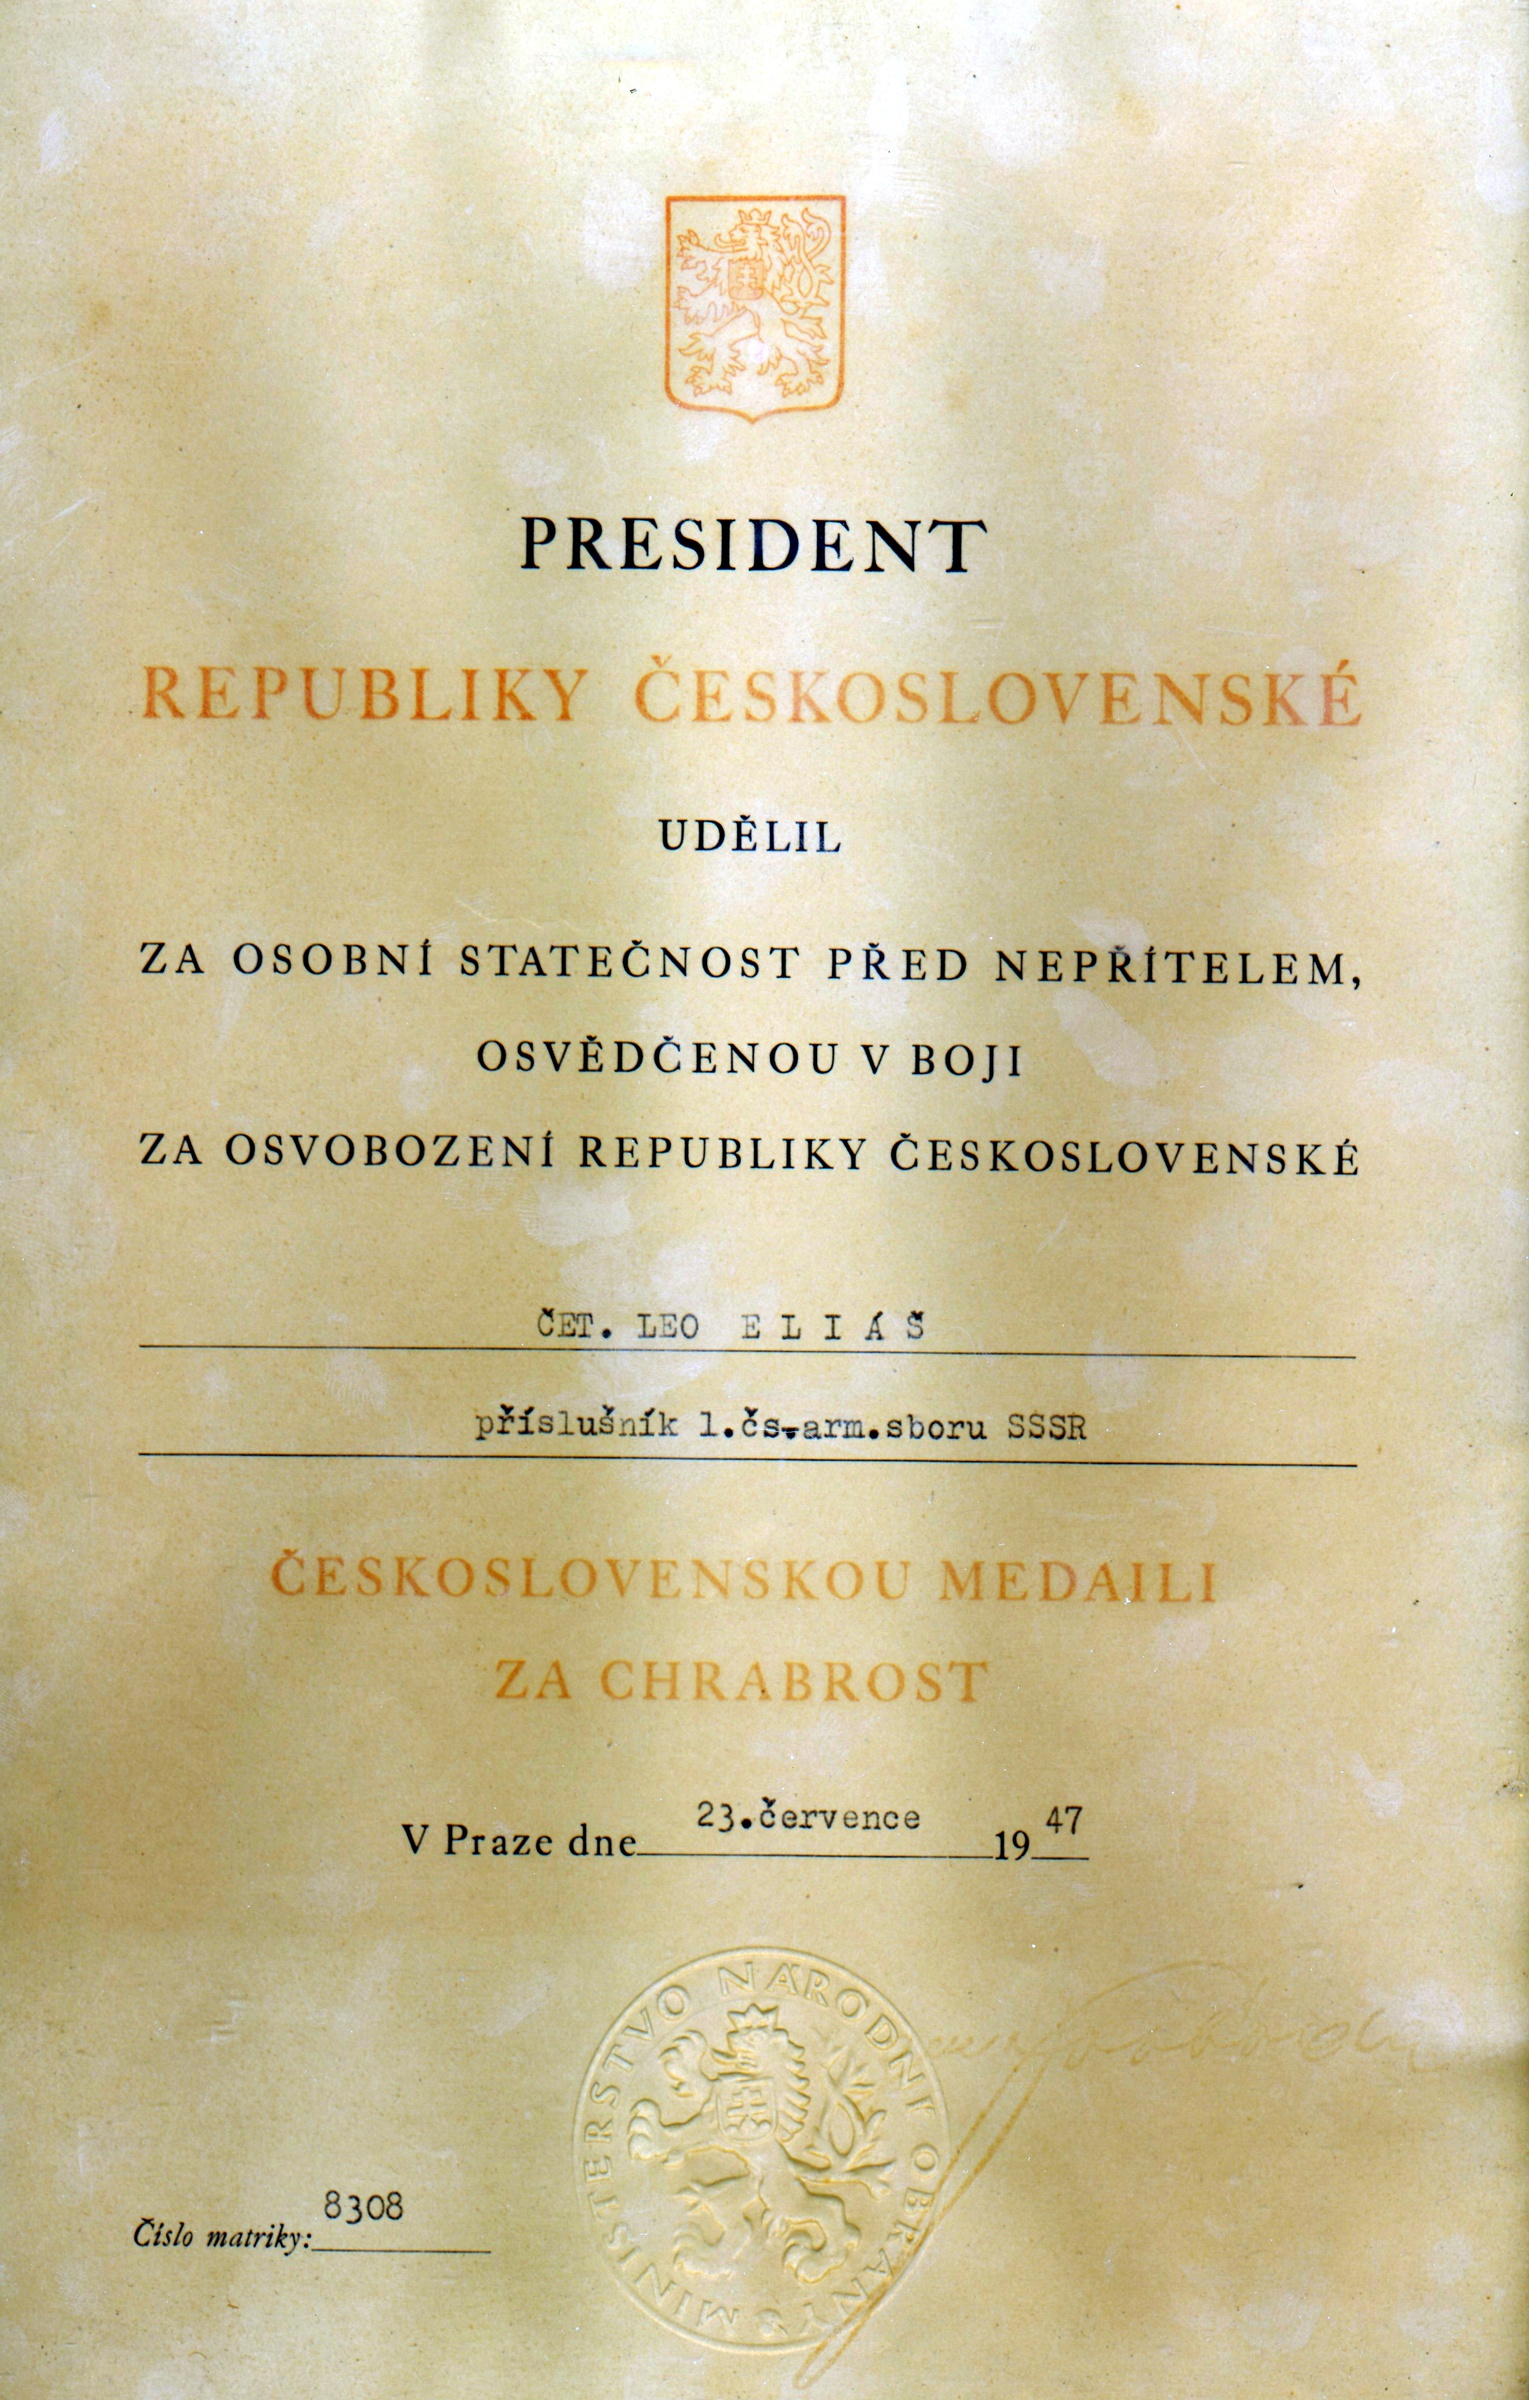 PRESIDENT
REPUBLIKY ČESKOSLOVENSKÉ
UDĚLIL
ZA OSOBNÍ STATEČNOST PŘED NEPŘÍTELEM,
OSVĚDČENOU V BOJI
ZA OSVOBOZENÍ REPUBLIKY ČESKOSLOVENSKÉ
ČET. LEO E L I Á Š
příslušník 1.čs.arm.sboru SSSR
ČESKOSLOVENSKOU MEDAILI
ZA CHRABROST
V Praze dne 23.července 1947
MINISTERSTVO NÁRODNÍ OBRANY
Číslo matriky: 8308